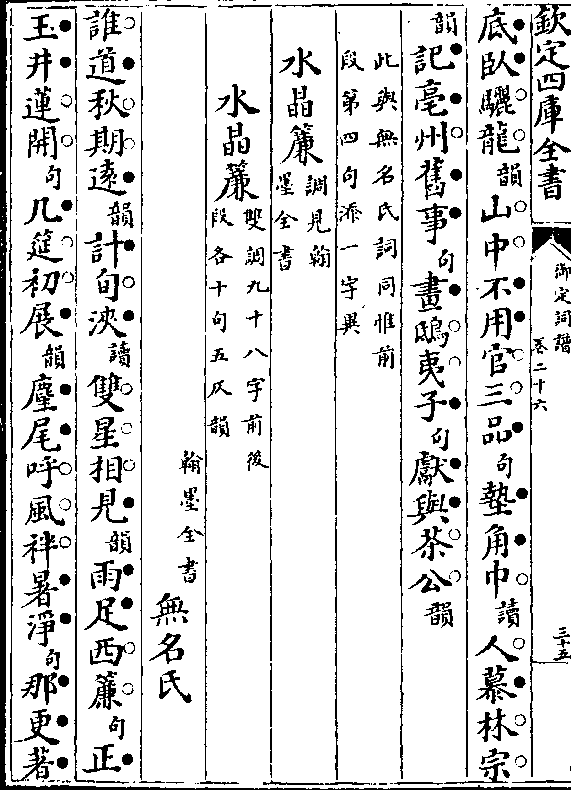 欽定四庫全書
御定詞譜
卷二十六
三十五
底臥驪龍韻山中不用官三品句墊角巾讀人慕林宗
韻記亳州舊事句畫鴟夷子句獻與茶公韻
此與無名氏詞同惟前
段第四句添一字異
水晶簾調見翰
墨全書
水晶簾雙調九十八字前後
段各十句五仄韻
翰墨全書 無名氏
誰道秋期遠韻計旬浹讀雙星相見韻雨足西簾句正
玉井蓮開句几筵初展韻麈尾呼風袢暑淨句那更著